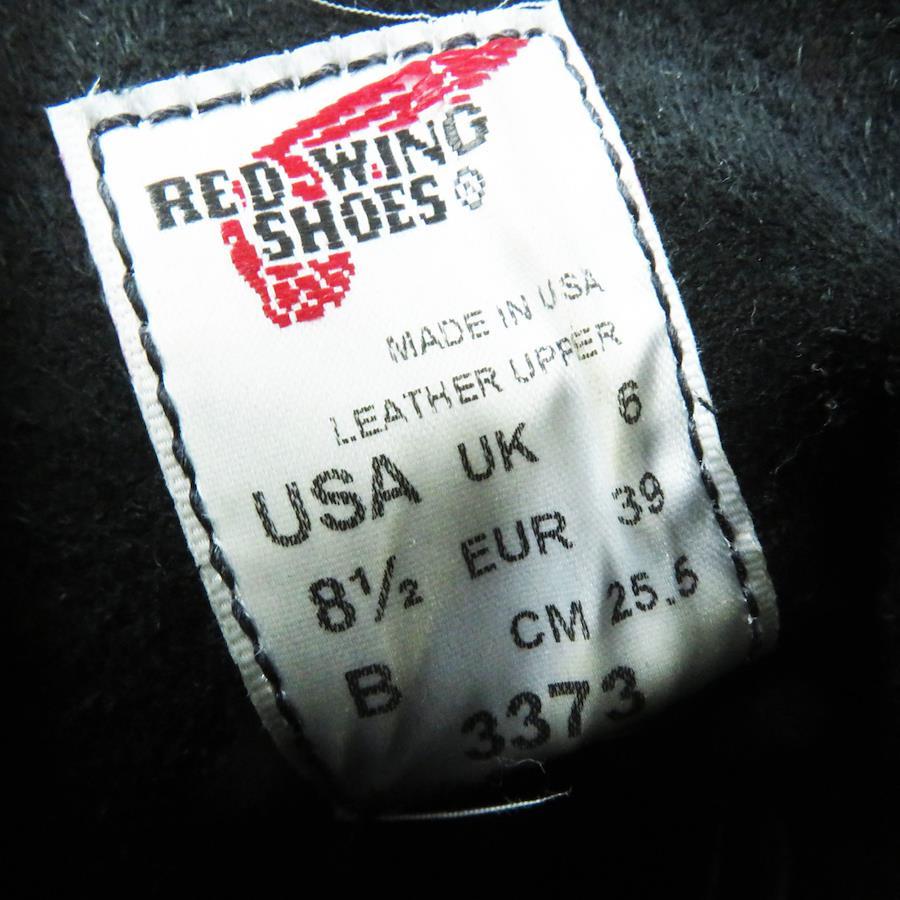 RED WING
SHOES®
MADE IN USA
LEATHER UPPER
USA UK 6
8½ EUR 39
B CM 25.5
3373